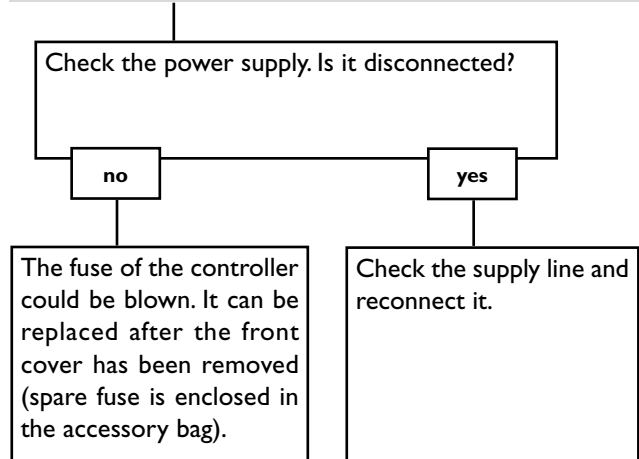 Check the power supply. Is it disconnected?
no
yes
The fuse of the controller
could be blown. It can be
replaced after the front
cover has been removed
(spare fuse is enclosed in
the accessory bag).
Check the supply line and
reconnect it.